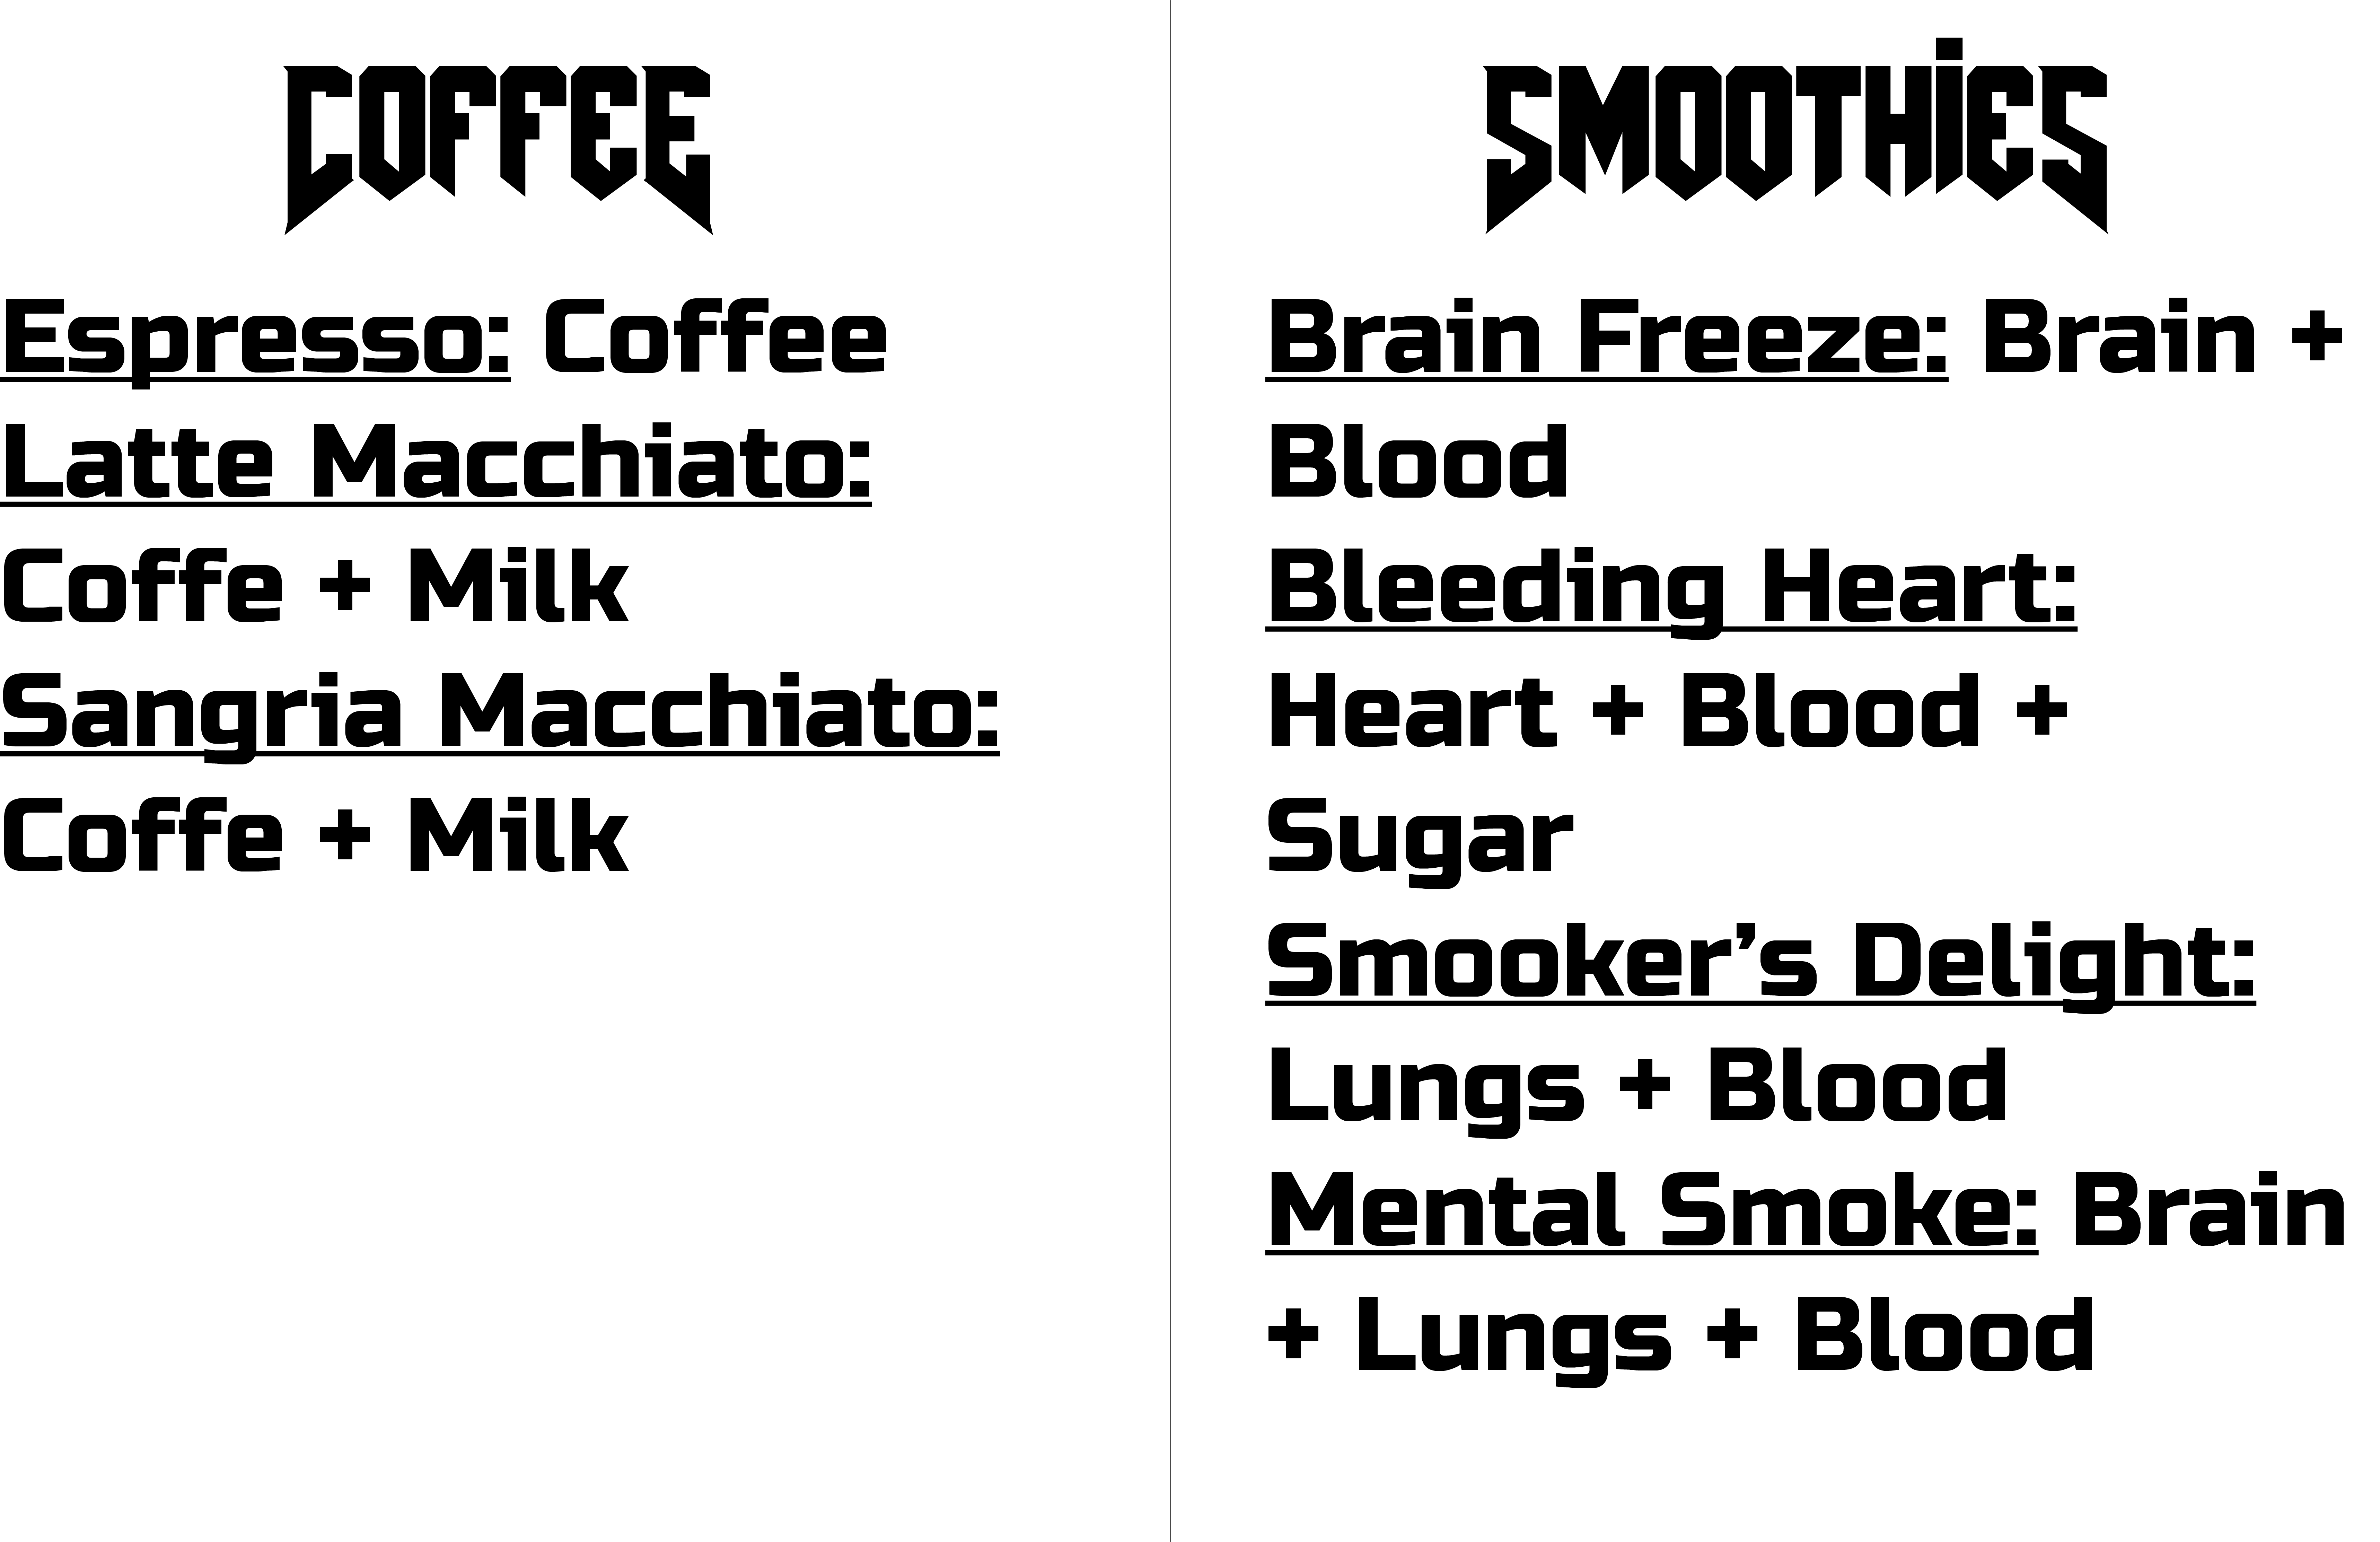 COFFEE
Espresso: Coffee
Latte Macchiato:
Coffe + Milk
Sangria Macchiato:
Coffe + Milk
SMOOTHiES
Brain Freeze: Brain +
Blood
Bleeding Heart:
Heart + Blood +
Sugar
Smooker's Delight:
Lungs + Blood
Mental Smoke: Brain
+ Lungs + Blood